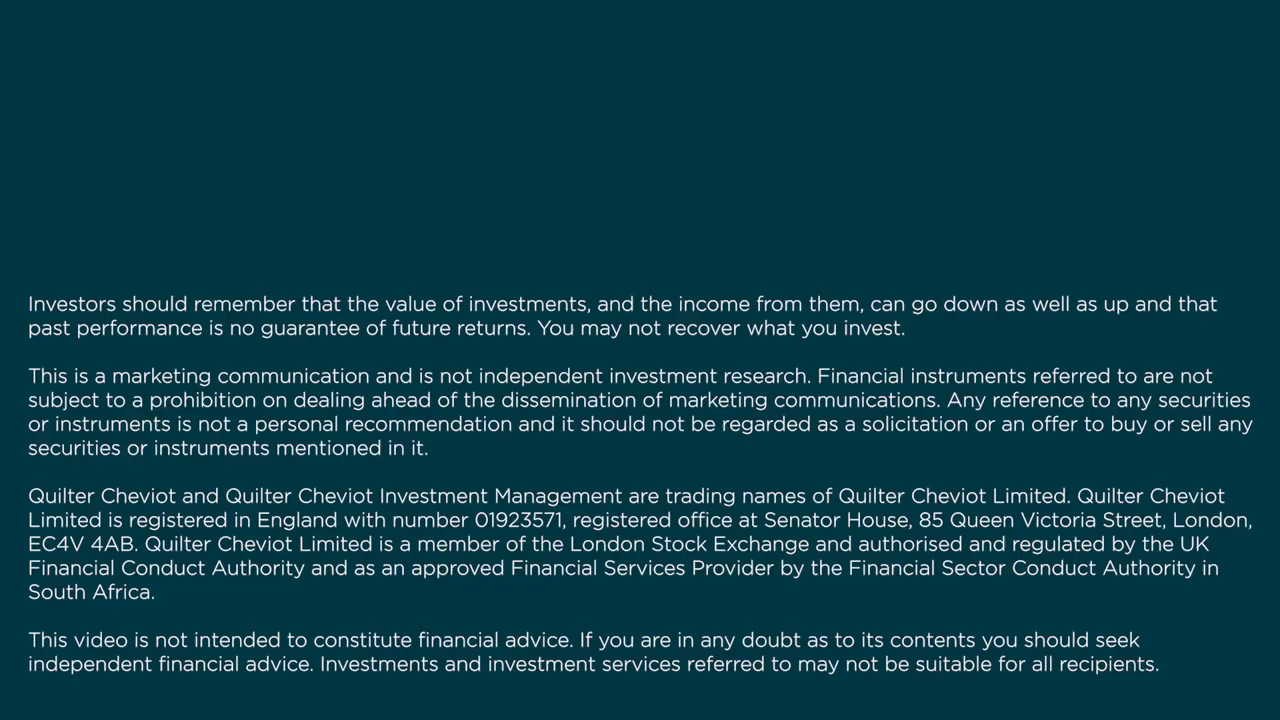 Investors should remember that the value of investments, and the income from them, can go down as well as up and that
past performance is no guarantee of future returns. You may not recover what you invest.
This is a marketing communication and is not independent investment research. Financial instruments referred to are not
subject to a prohibition on dealing ahead of the dissemination of marketing communications. Any reference to any securities
or instruments is not a personal recommendation and it should not be regarded as a solicitation or an offer to buy or sell any
securities or instruments mentioned in it.
Quilter Cheviot and Quilter Cheviot Investment Management are trading names of Quilter Cheviot Limited. Quilter Cheviot
Limited is registered in England with number 01923571, registered office at Senator House, 85 Queen Victoria Street, London,
EC4V 4AB. Quilter Cheviot Limited is a member of the London Stock Exchange and authorised and regulated by the UK
Financial Conduct Authority and as an approved Financial Services Provider by the Financial Sector Conduct Authority in
South Africa.
This video is not intended to constitute financial advice. If you are in any doubt as to its contents you should seek
independent financial advice. Investments and investment services referred to may not be suitable for all recipients.